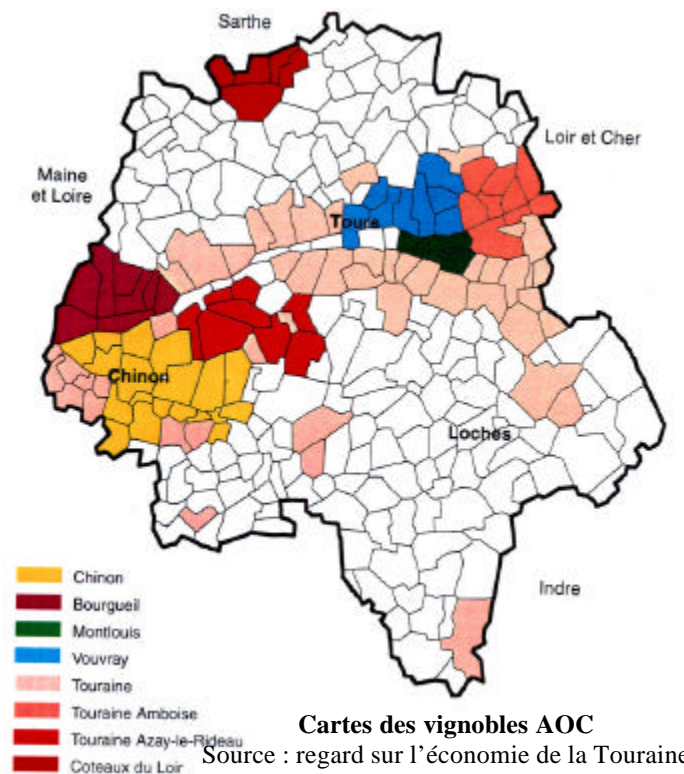 Sarthe
Loir et Cher
Maine
et Loire
Tours
Chinon
Loches
Indre
Chinon
Bourgueil
Montlouis
Vouvray
Touraine
Touraine Amboise
Touraine Azay-le-Rideau
Coteaux du Loir
Cartes des vignobles AOC
Source : regard sur l'économie de la Touraine